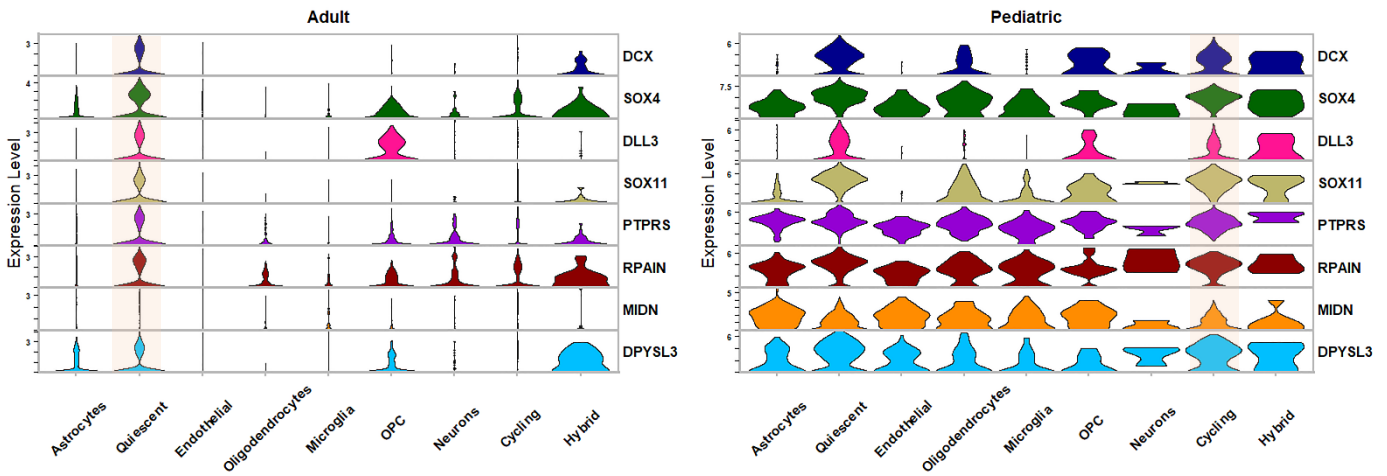 Adult
Pediatric
Expression Level
3
DCX
4
SOX4
3
DLL3
3
SOX11
3
PTPRS
3
RPAIN
3
MIDN
3
DPYSL3
Astrocytes
Quiescent
Endothelial
Oligodendrocytes
Microglia
OPC
Neurons
Cycling
Hybrid
Expression Level
6
DCX
7.5
SOX4
6
DLL3
6
SOX11
6
PTPRS
6
RPAIN
5
MIDN
6
DPYSL3
Astrocytes
Quiescent
Endothelial
Oligodendrocytes
Microglia
OPC
Neurons
Cycling
Hybrid